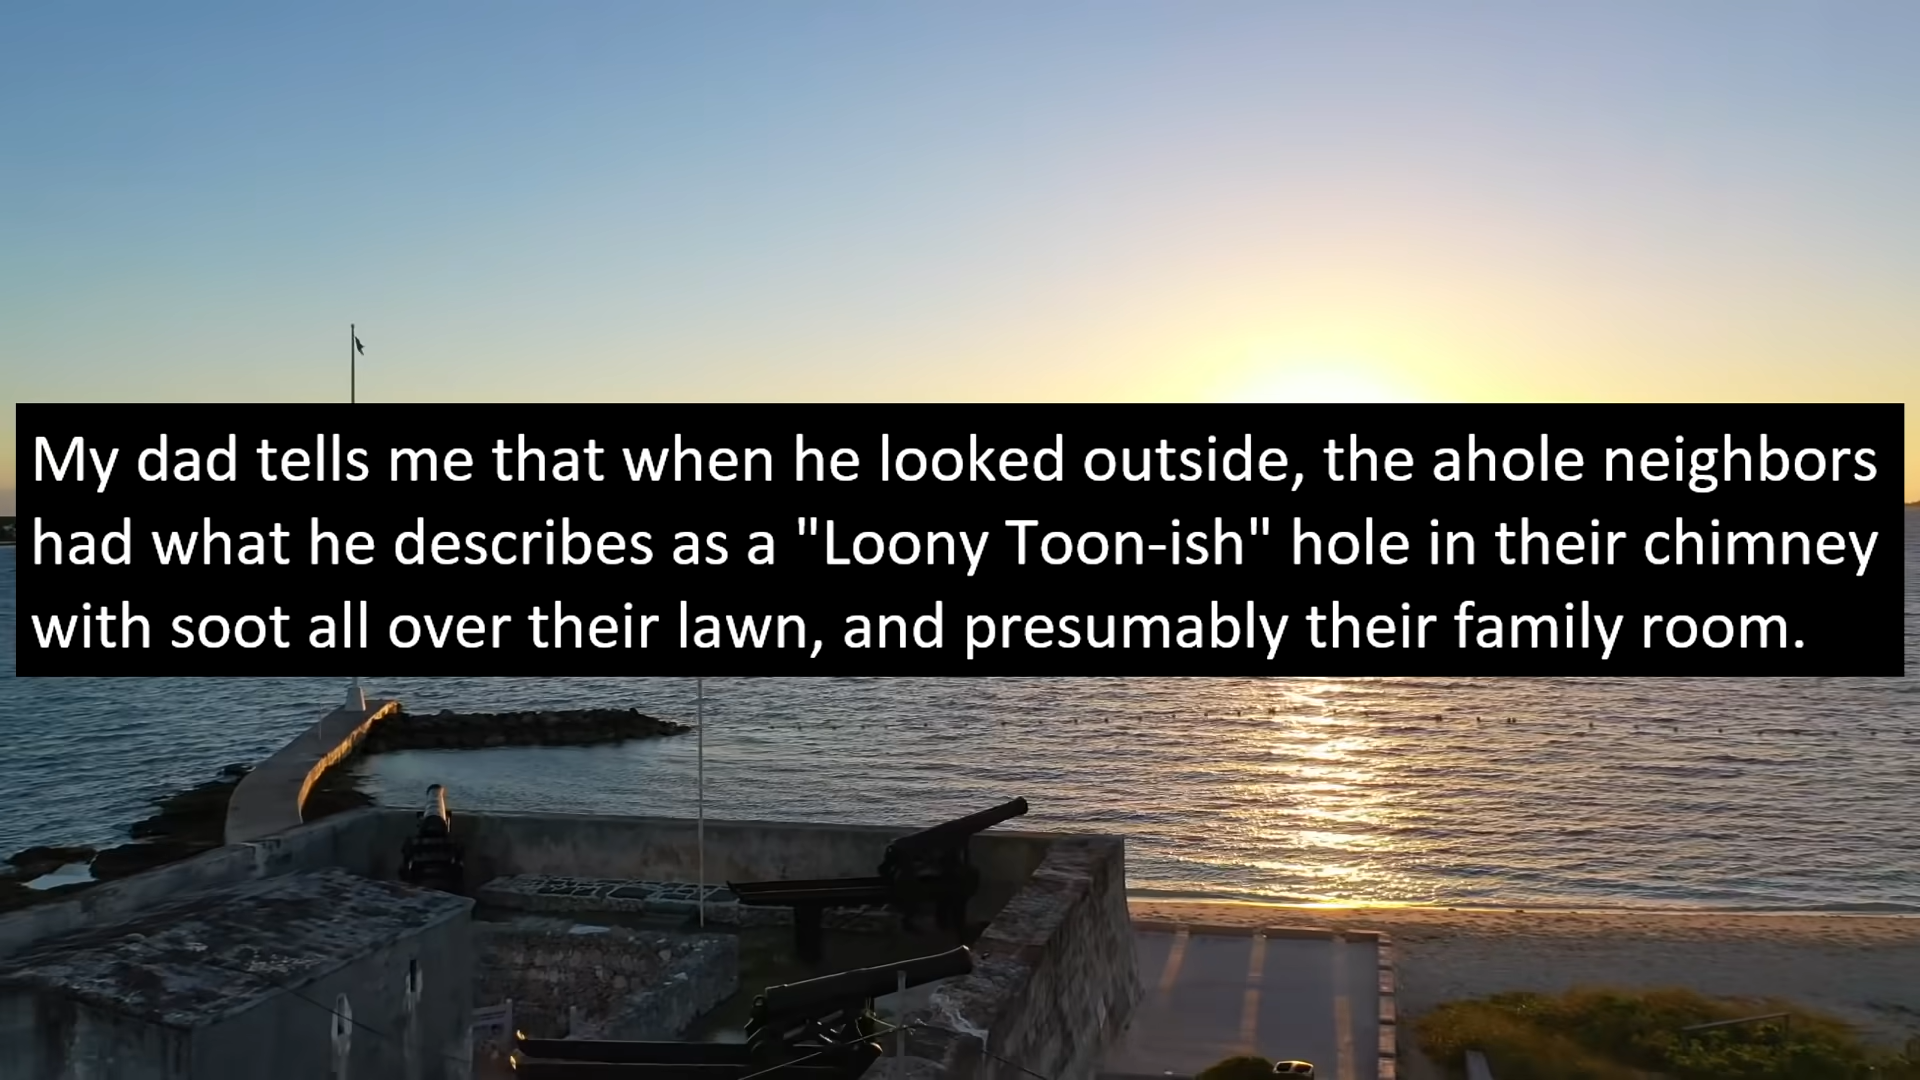 My dad tells me that when he looked outside, the ahole neighbors
had what he describes as a "Loony Toon-ish" hole in their chimney
with soot all over their lawn, and presumably their family room.